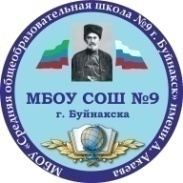 МБОУ «Средняя общеобразовательная школа №9 г. Буйнакск» имени А. Акаева
МБОУ СОШ №9
г. Буйнакска